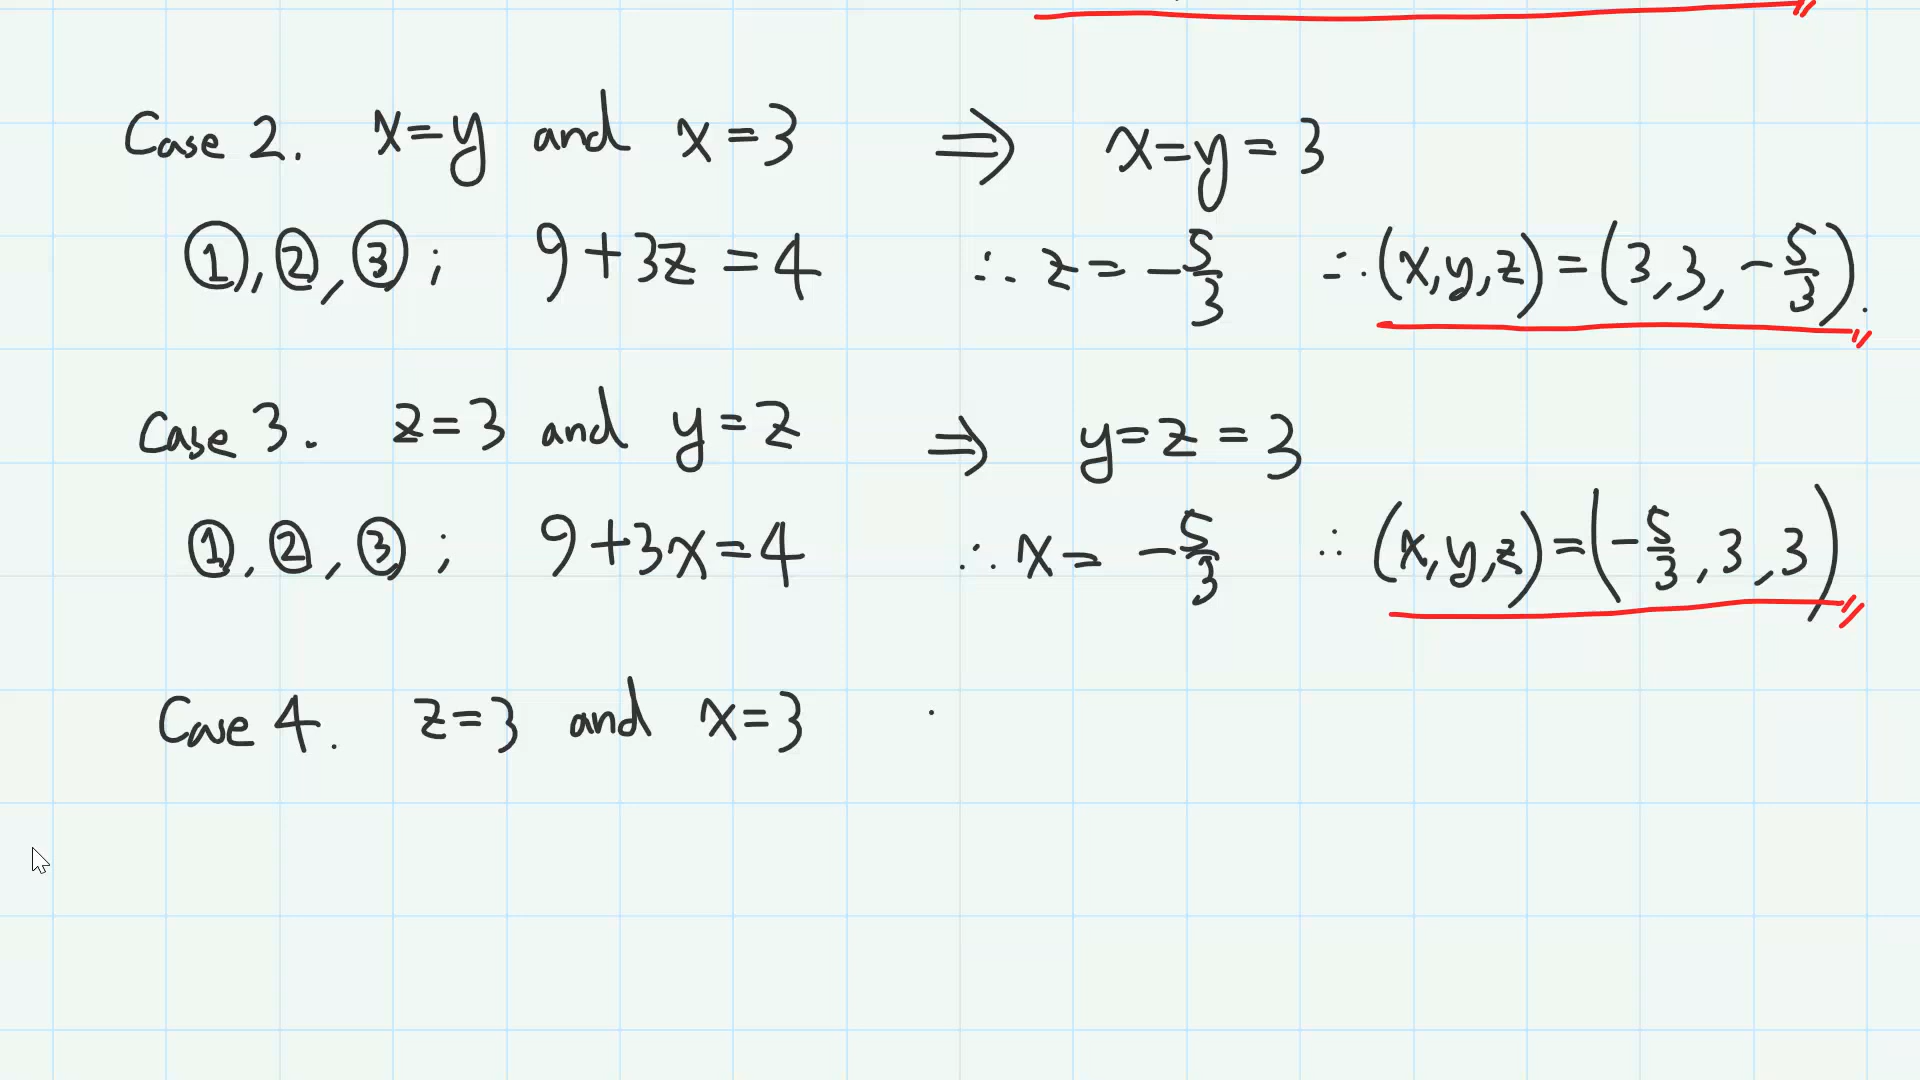 Case 2. x=y and x=3 ⇒ x=y=3
①,②,③; 9+3z=4 ∴ z=-5/3 ∴ (x,y,z)=(3,3,-5/3).
Case 3. z=3 and y=z ⇒ y=z=3
①,②,③; 9+3x=4 ∴ x=-5/3 ∴ (x,y,z)=(-5/3,3,3)
Case 4. z=3 and x=3